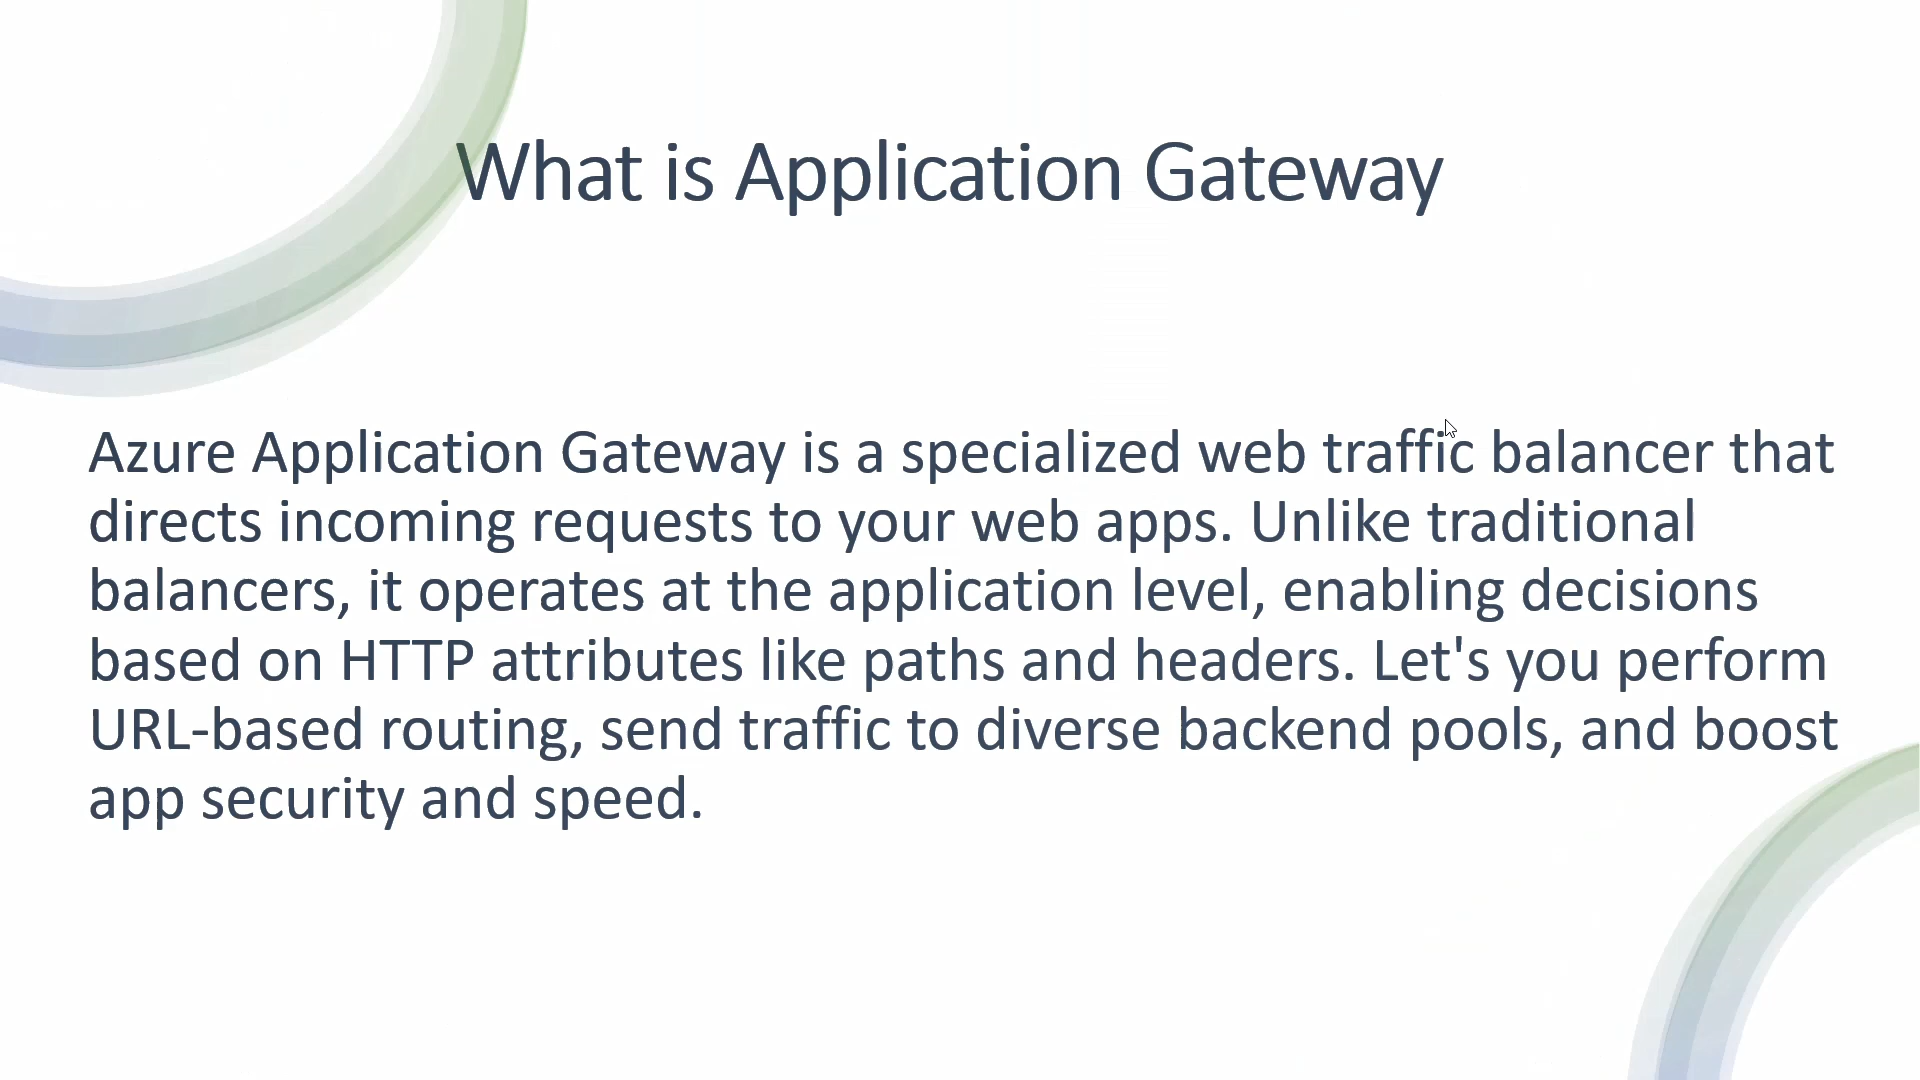 What is Application Gateway
Azure Application Gateway is a specialized web traffic balancer that
directs incoming requests to your web apps. Unlike traditional
balancers, it operates at the application level, enabling decisions
based on HTTP attributes like paths and headers. Let's you perform
URL-based routing, send traffic to diverse backend pools, and boost
app security and speed.